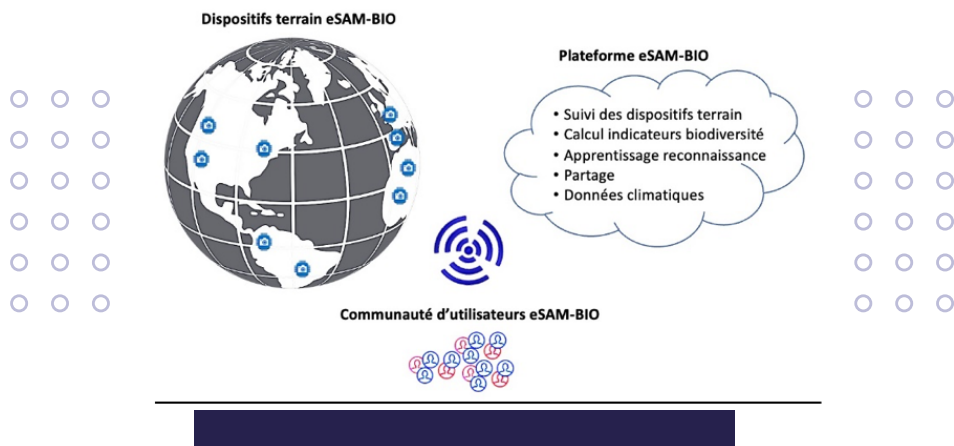 Dispositifs terrain eSAM-BIO
Plateforme eSAM-BIO
• Suivi des dispositifs terrain
• Calcul indicateurs biodiversité
• Apprentissage reconnaissance
• Partage
• Données climatiques
Communauté d’utilisateurs eSAM-BIO